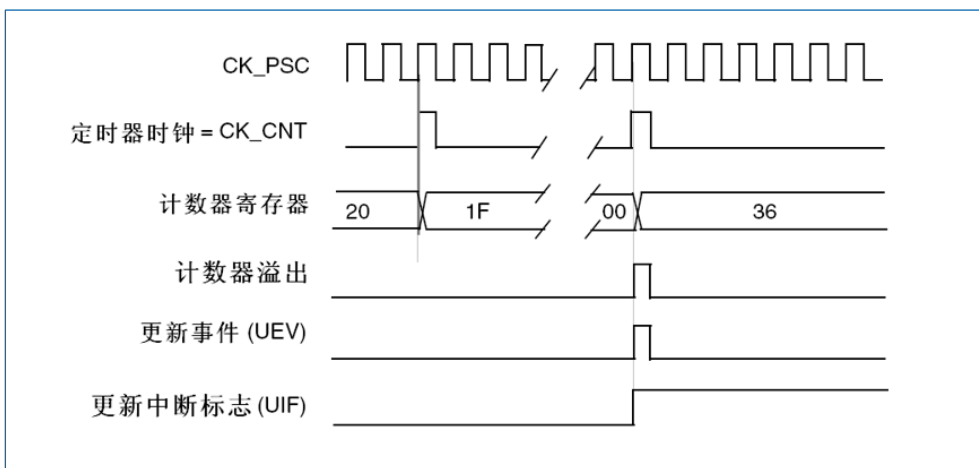 CK_PSC
定时器时钟 = CK_CNT
计数器寄存器
20 1F 00 36
计数器溢出
更新事件 (UEV)
更新中断标志 (UIF)